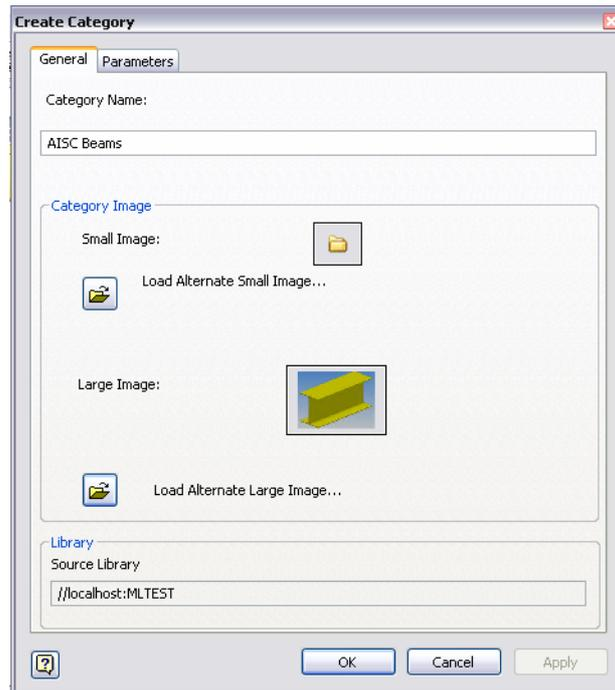 Create Category
General Parameters
Category Name:
AISC Beams
Category Image
Small Image:
Load Alternate Small Image...
Large Image:
Load Alternate Large Image...
Library
Source Library
//localhost:MLTEST
OK Cancel Apply